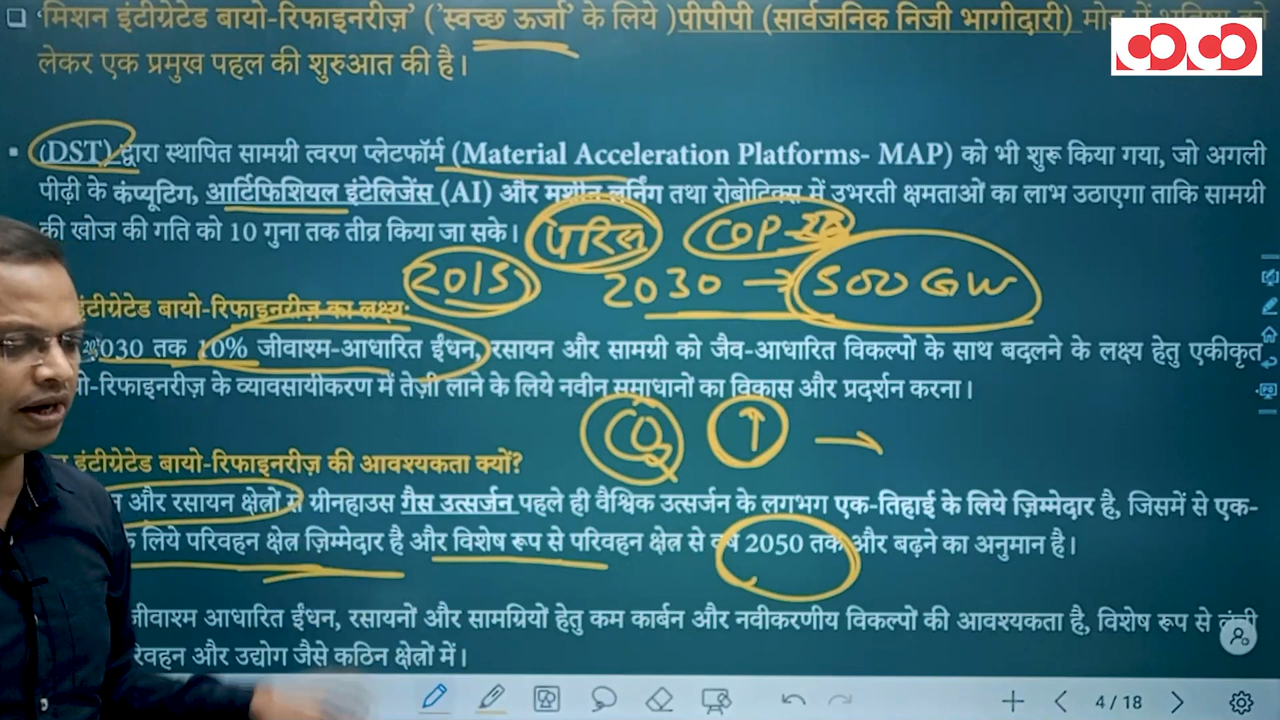 'मिशन इंटीग्रेटेड बायो-रिफाइनरीज़' ('स्वच्छ ऊर्जा' के लिये )पीपीपी (सार्वजनिक निजी भागीदारी)
लेकर एक प्रमुख पहल की शुरुआत की है।
(DST) द्वारा स्थापित सामग्री त्वरण प्लेटफॉर्म (Material Acceleration Platforms- MAP) को भी शुरू किया गया, जो अगली
पीढ़ी के कंप्यूटिंग, आर्टिफिशियल इंटेलिजेंस (AI) और मशीन लर्निंग तथा रोबोटिक्स में उभरती क्षमताओं का लाभ उठाएगा ताकि सामग्री
की खोज की गति को 10 गुना तक तीव्र किया जा सके।
परिस COP
2015 2030 → 500 GW
इंटीग्रेटेड बायो-रिफाइनरीज़ का लक्ष्य:
2030 तक 10% जीवाश्म-आधारित ईंधन, रसायन और सामग्री को जैव-आधारित विकल्पों के साथ बदलने के लक्ष्य हेतु एकीकृत
-रिफाइनरीज़ के व्यावसायीकरण में तेज़ी लाने के लिये नवीन समाधानों का विकास और प्रदर्शन करना।
CO2 ↑ →
इंटीग्रेटेड बायो-रिफाइनरीज़ की आवश्यकता क्यों?
और रसायन क्षेत्रों से ग्रीनहाउस गैस उत्सर्जन पहले ही वैश्विक उत्सर्जन के लगभग एक-तिहाई के लिये ज़िम्मेदार है, जिसमें से एक-
के लिये परिवहन क्षेत्र ज़िम्मेदार है और विशेष रूप से परिवहन क्षेत्र से वर्ष 2050 तक और बढ़ने का अनुमान है।
जीवाश्म आधारित ईंधन, रसायनों और सामग्रियों हेतु कम कार्बन और नवीकरणीय विकल्पों की आवश्यकता है, विशेष रूप से
रिवहन और उद्योग जैसे कठिन क्षेत्रों में।
4 / 18